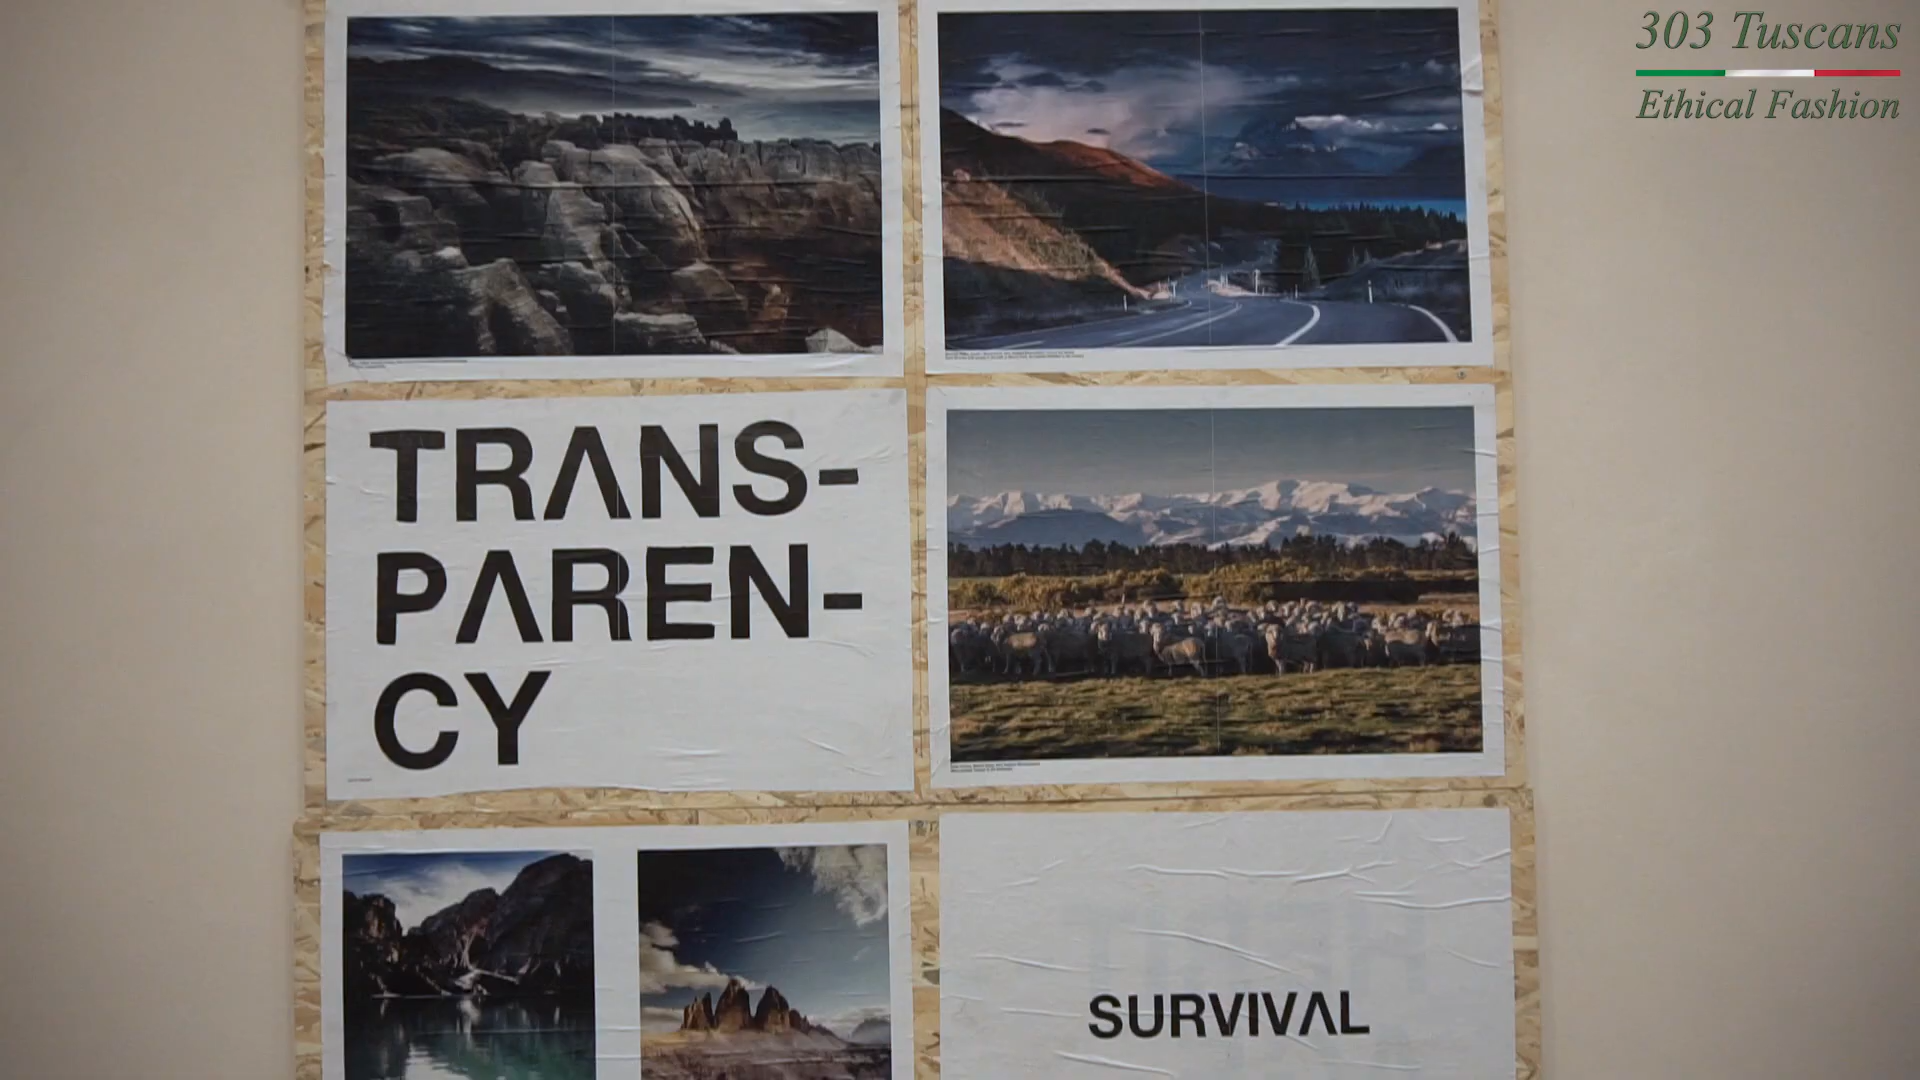 303 Tuscans
Ethical Fashion
TRANS-
PAREN-
CY
SURVIVAL